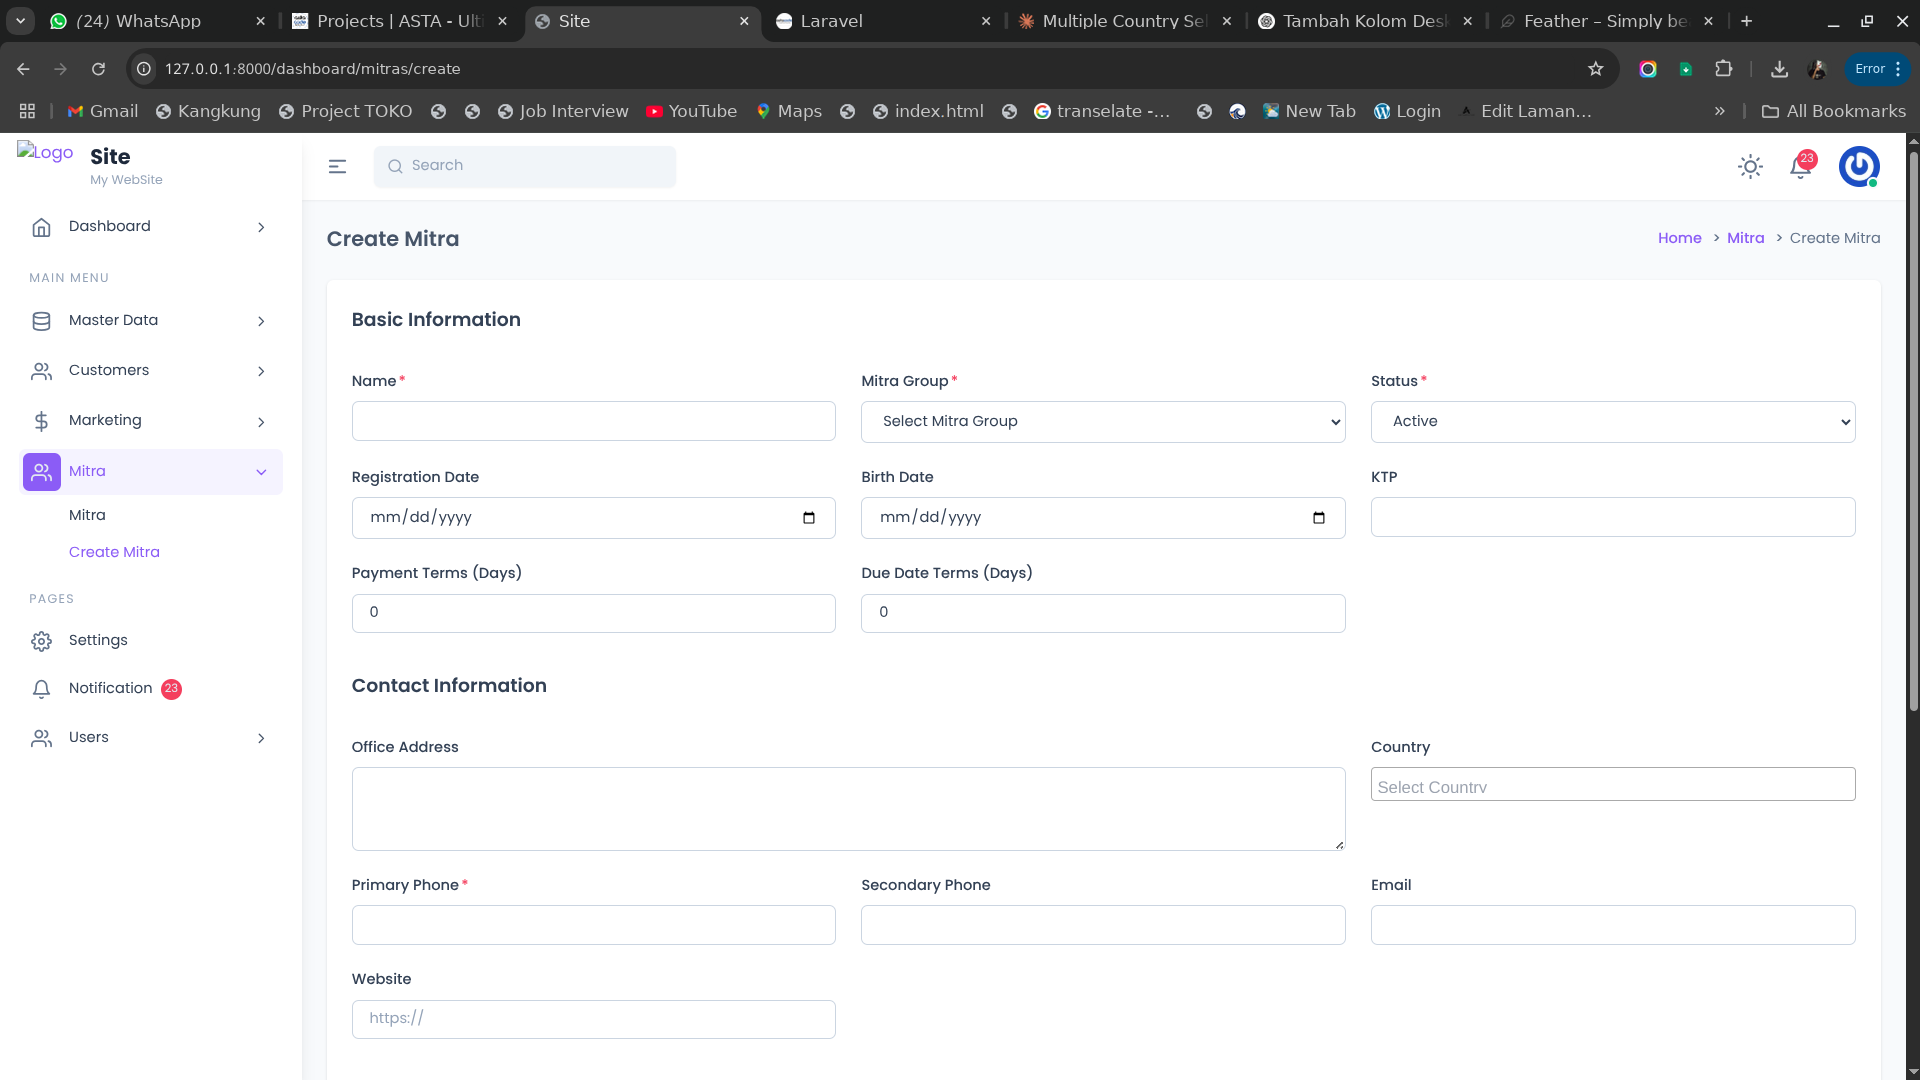 (24) WhatsApp
Projects | ASTA - Ulti
Site
Laravel
Multiple Country Se
Tambah Kolom Desk
Feather – Simply be
127.0.0.1:8000/dashboard/mitras/create
Error
Gmail
Kangkung
Project TOKO
Job Interview
YouTube
Maps
index.html
transelate -...
New Tab
Login
Edit Laman...
All Bookmarks
Logo
Site
My WebSite
Search
23
Dashboard
MAIN MENU
Master Data
Customers
Marketing
Mitra
Mitra
Create Mitra
PAGES
Settings
Notification 23
Users
Create Mitra
Home > Mitra > Create Mitra
Basic Information
Name*
Mitra Group*
Status*
Select Mitra Group
Active
Registration Date
Birth Date
KTP
mm/dd/yyyy
mm/dd/yyyy
Payment Terms (Days)
Due Date Terms (Days)
0
0
Contact Information
Office Address
Country
Select Country
Primary Phone*
Secondary Phone
Email
Website
https://